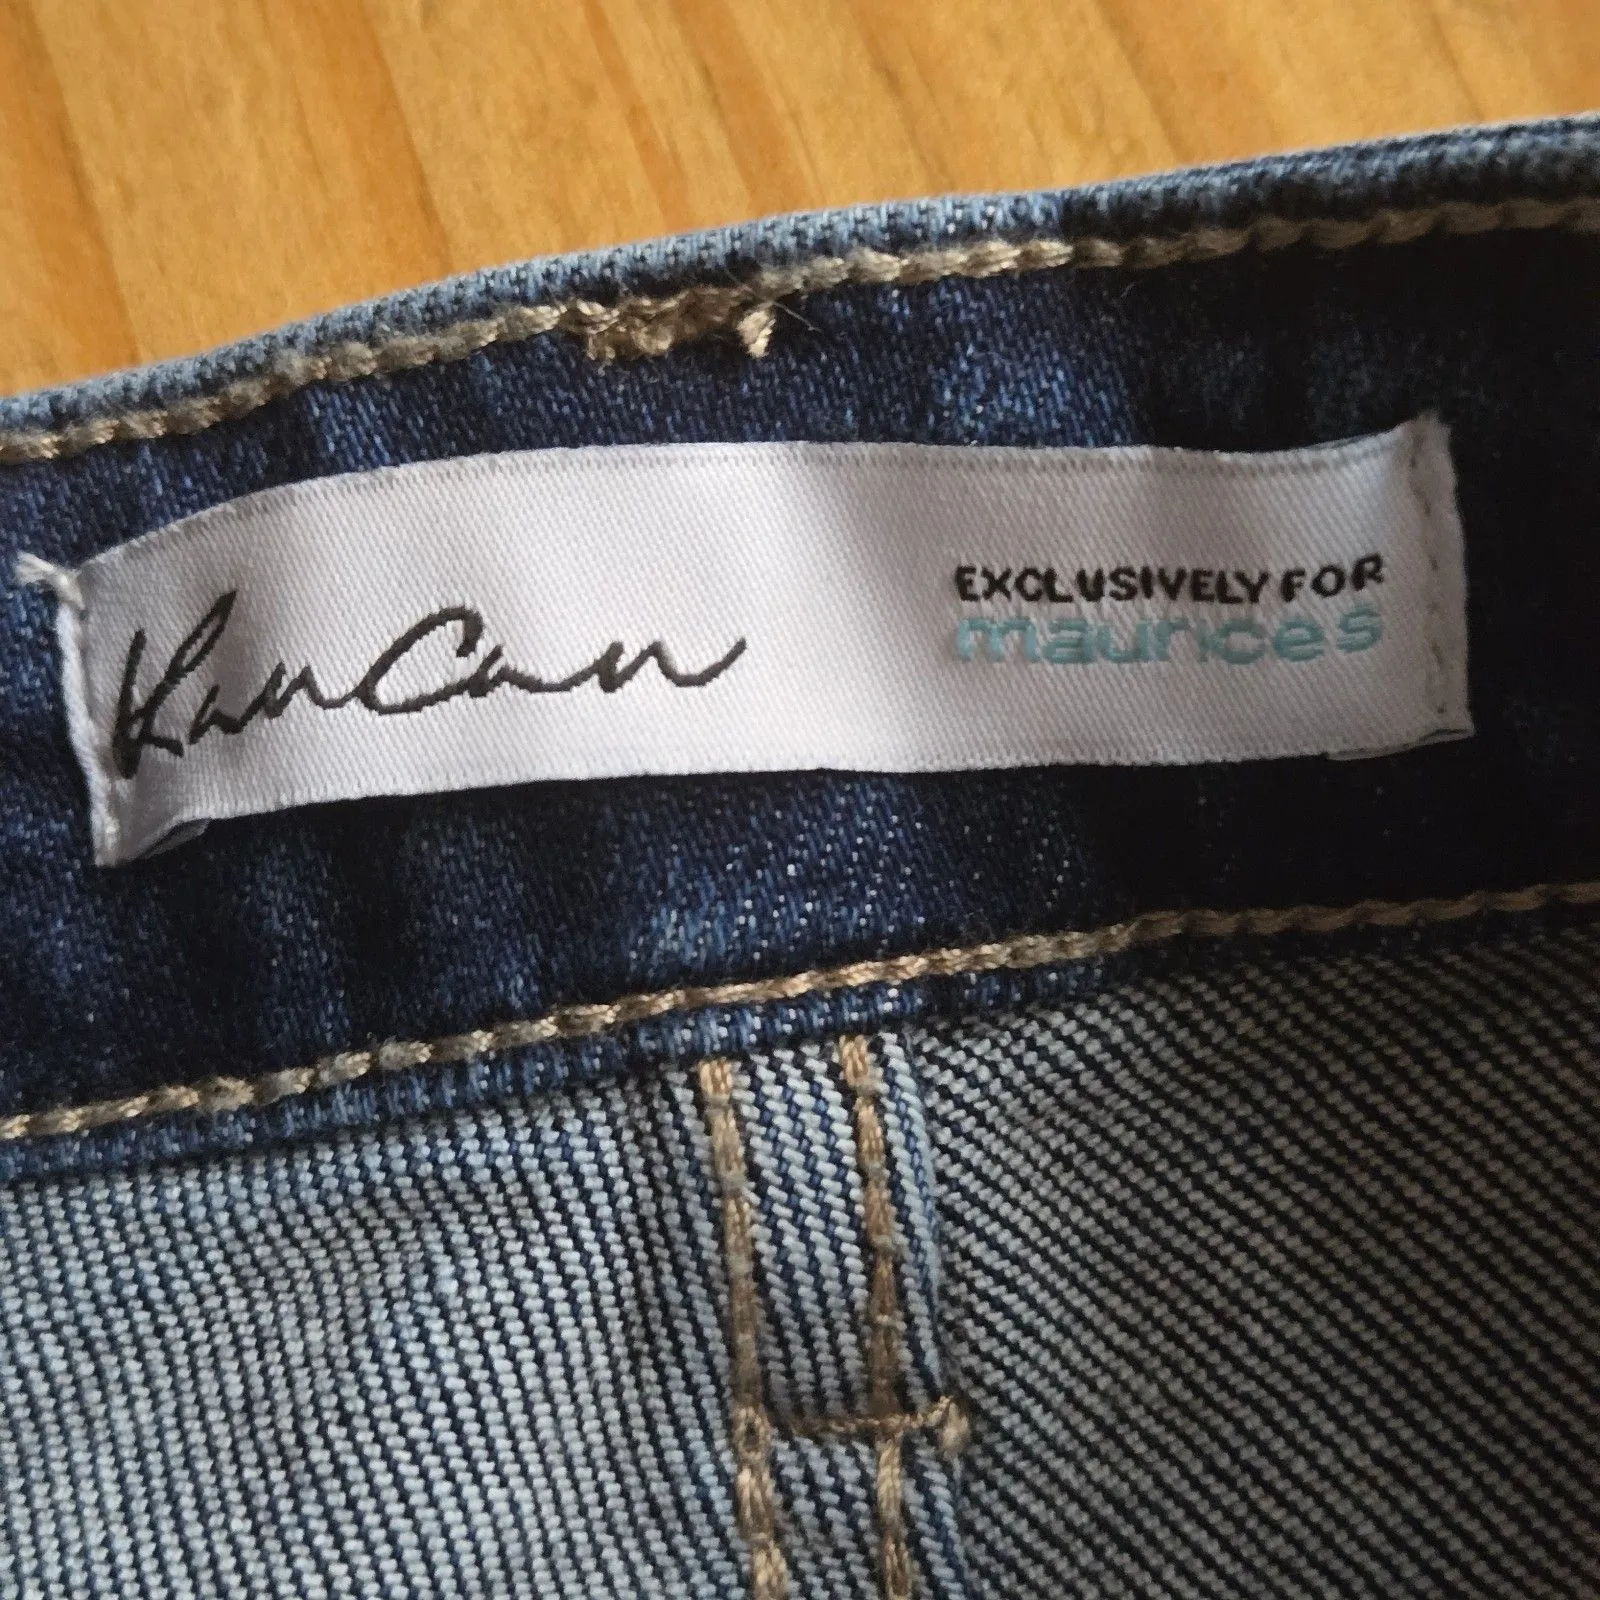 KanCan
EXCLUSIVELY FOR
maurices